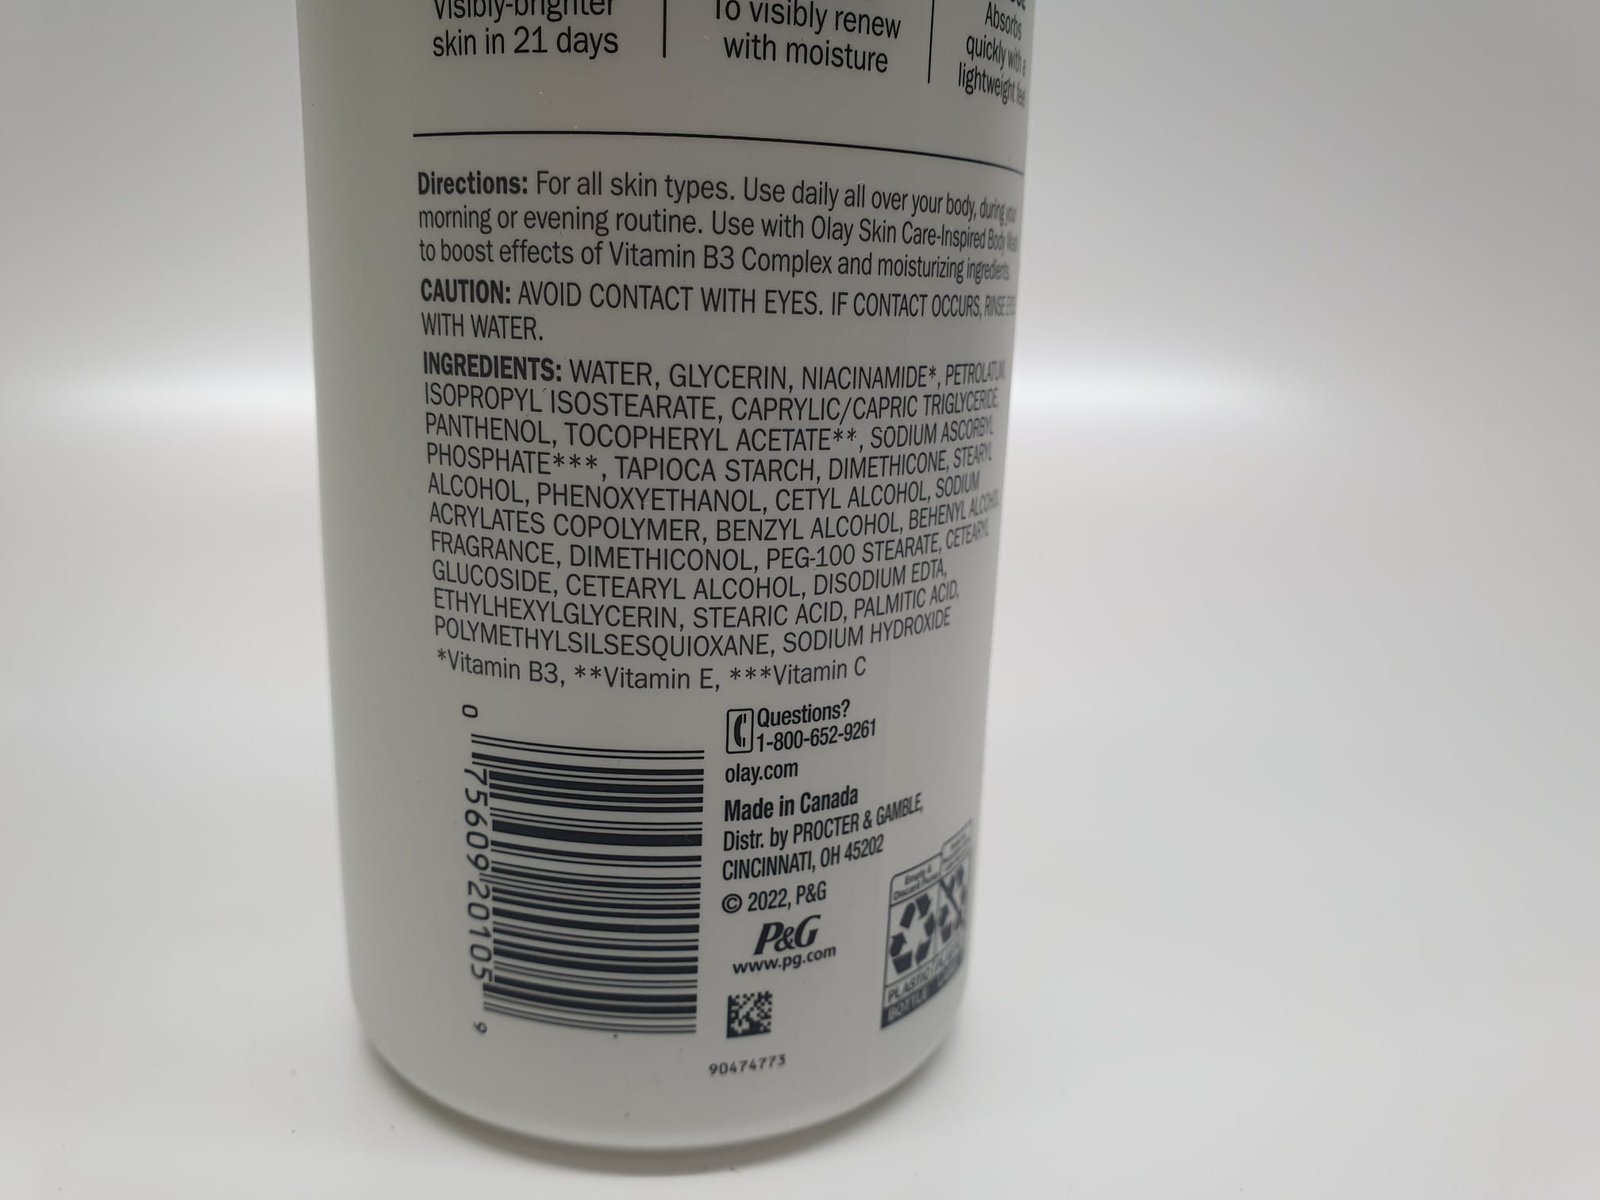 visibly-brighter
skin in 21 days
To visibly renew
with moisture
Absorbs
quickly with a
lightweight feel
Directions: For all skin types. Use daily all over your body, during
morning or evening routine. Use with Olay Skin Care-Inspired Body
to boost effects of Vitamin B3 Complex and moisturizing ingredients.
CAUTION: AVOID CONTACT WITH EYES. IF CONTACT OCCURS, RINSE
WITH WATER.
INGREDIENTS: WATER, GLYCERIN, NIACINAMIDE*, PETROLATUM,
ISOPROPYL ISOSTEARATE, CAPRYLIC/CAPRIC TRIGLYCERIDE,
PANTHENOL, TOCOPHERYL ACETATE**, SODIUM ASCORBYL
PHOSPHATE***, TAPIOCA STARCH, DIMETHICONE, STEARYL
ALCOHOL, PHENOXYETHANOL, CETYL ALCOHOL, SODIUM
ACRYLATES COPOLYMER, BENZYL ALCOHOL, BEHENYL ALCOHOL,
FRAGRANCE, DIMETHICONOL, PEG-100 STEARATE, CETEARYL
GLUCOSIDE, CETEARYL ALCOHOL, DISODIUM EDTA,
ETHYLHEXYLGLYCERIN, STEARIC ACID, PALMITIC ACID,
POLYMETHYLSILSESQUIOXANE, SODIUM HYDROXIDE
*Vitamin B3, **Vitamin E, ***Vitamin C
0 75609 20105 9
Questions?
1-800-652-9261
olay.com
Made in Canada
Distr. by PROCTER & GAMBLE,
CINCINNATI, OH 45202
© 2022, P&G
P&G
www.pg.com
90474773
PLASTIC
BOTTLE